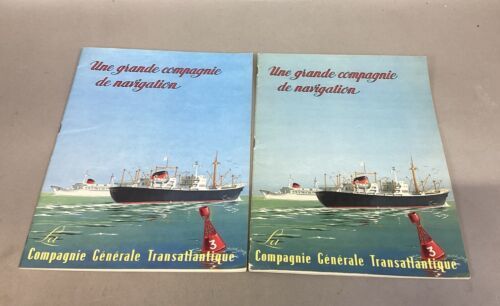 Une grande compagnie
de navigation
3
La
Compagnie Générale Transatlantique
Une grande compagnie
de navigation
3
La
Compagnie Générale Transatlantique